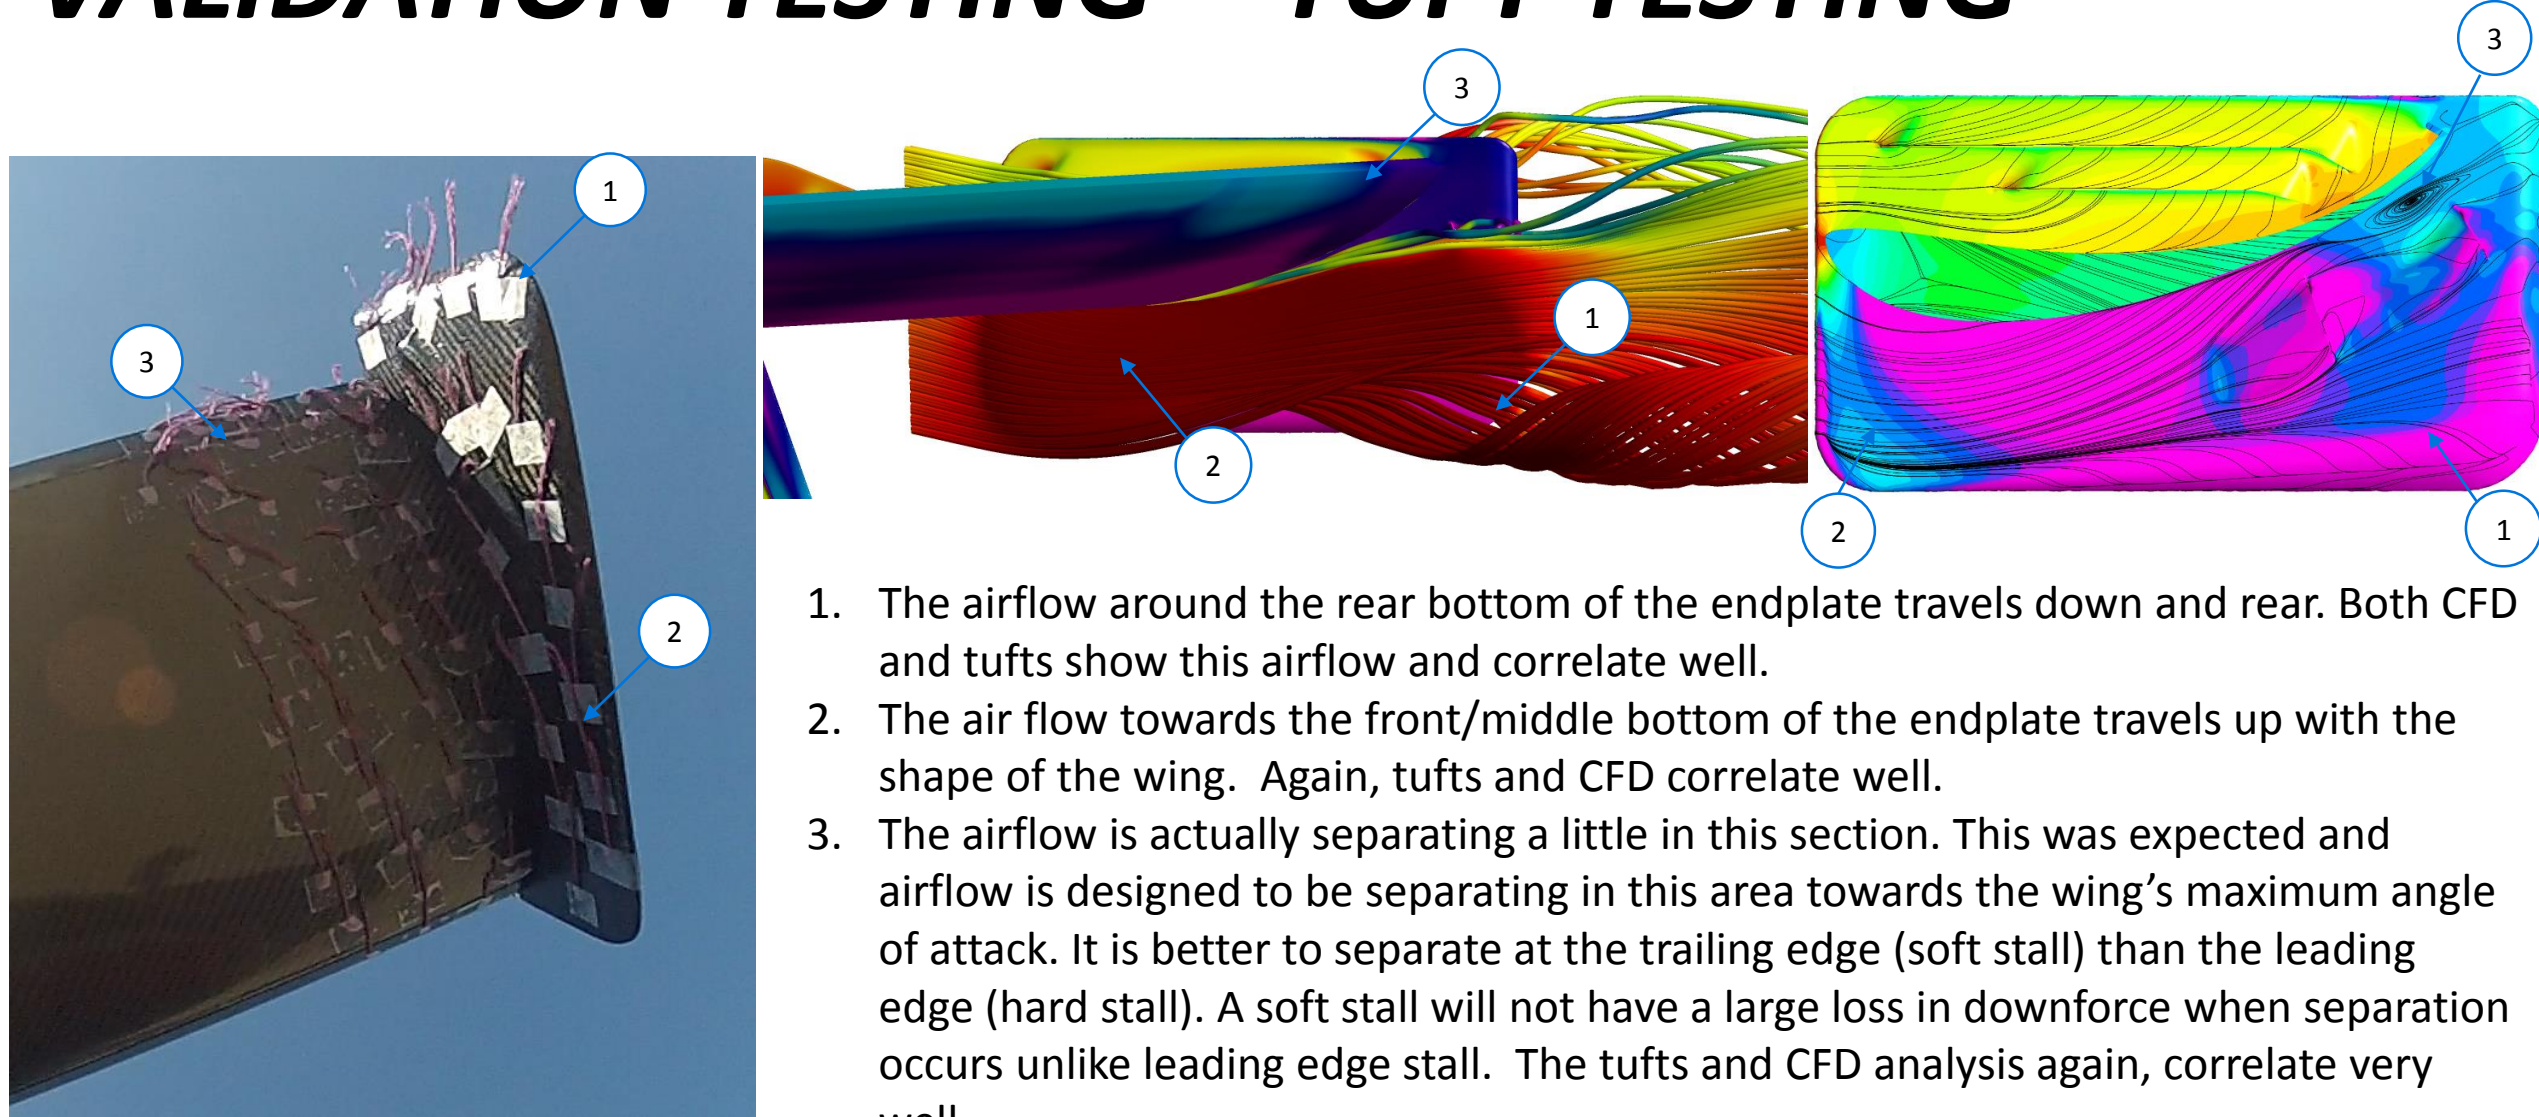 VALIDATION TESTING – TUFT TESTING
3
3
1
3
1
2
2
2
1
1. The airflow around the rear bottom of the endplate travels down and rear. Both CFD
and tufts show this airflow and correlate well.
2. The air flow towards the front/middle bottom of the endplate travels up with the
shape of the wing.  Again, tufts and CFD correlate well.
3. The airflow is actually separating a little in this section. This was expected and
airflow is designed to be separating in this area towards the wing’s maximum angle
of attack. It is better to separate at the trailing edge (soft stall) than the leading
edge (hard stall). A soft stall will not have a large loss in downforce when separation
occurs unlike leading edge stall.  The tufts and CFD analysis again, correlate very
well